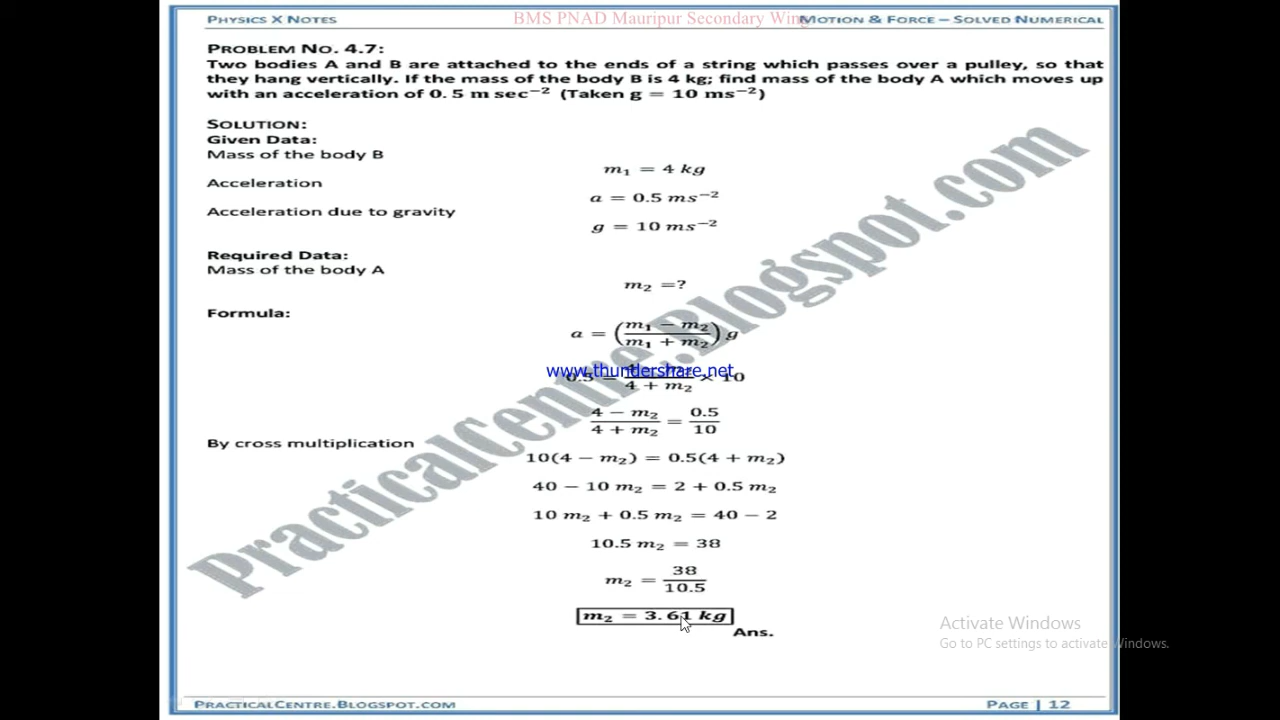 PHYSICS X NOTES
BMS PNAD Mauripur Secondary Wing
MOTION & FORCE – SOLVED NUMERICAL
PROBLEM NO. 4.7:
Two bodies A and B are attached to the ends of a string which passes over a pulley, so that
they hang vertically. If the mass of the body B is 4 kg; find mass of the body A which moves up
with an acceleration of 0.5 m sec⁻² (Taken g = 10 ms⁻²)
SOLUTION:
Given Data:
Mass of the body B
m₁ = 4 kg
Acceleration
a = 0.5 ms⁻²
Acceleration due to gravity
g = 10 ms⁻²
Required Data:
Mass of the body A
m₂ =?
Formula:
a = (m₁ − m₂ / m₁ + m₂) g
www.thundershare.net
0.5 = 4 − m₂ / 4 + m₂ × 10
4 − m₂ / 4 + m₂ = 0.5 / 10
By cross multiplication
10(4 − m₂) = 0.5(4 + m₂)
40 − 10 m₂ = 2 + 0.5 m₂
10 m₂ + 0.5 m₂ = 40 − 2
10.5 m₂ = 38
m₂ = 38 / 10.5
m₂ = 3.61 kg
Ans.
PracticalCentre.Blogspot.com
Activate Windows
Go to PC settings to activate Windows.
PRACTICALCENTRE.BLOGSPOT.COM
PAGE | 12